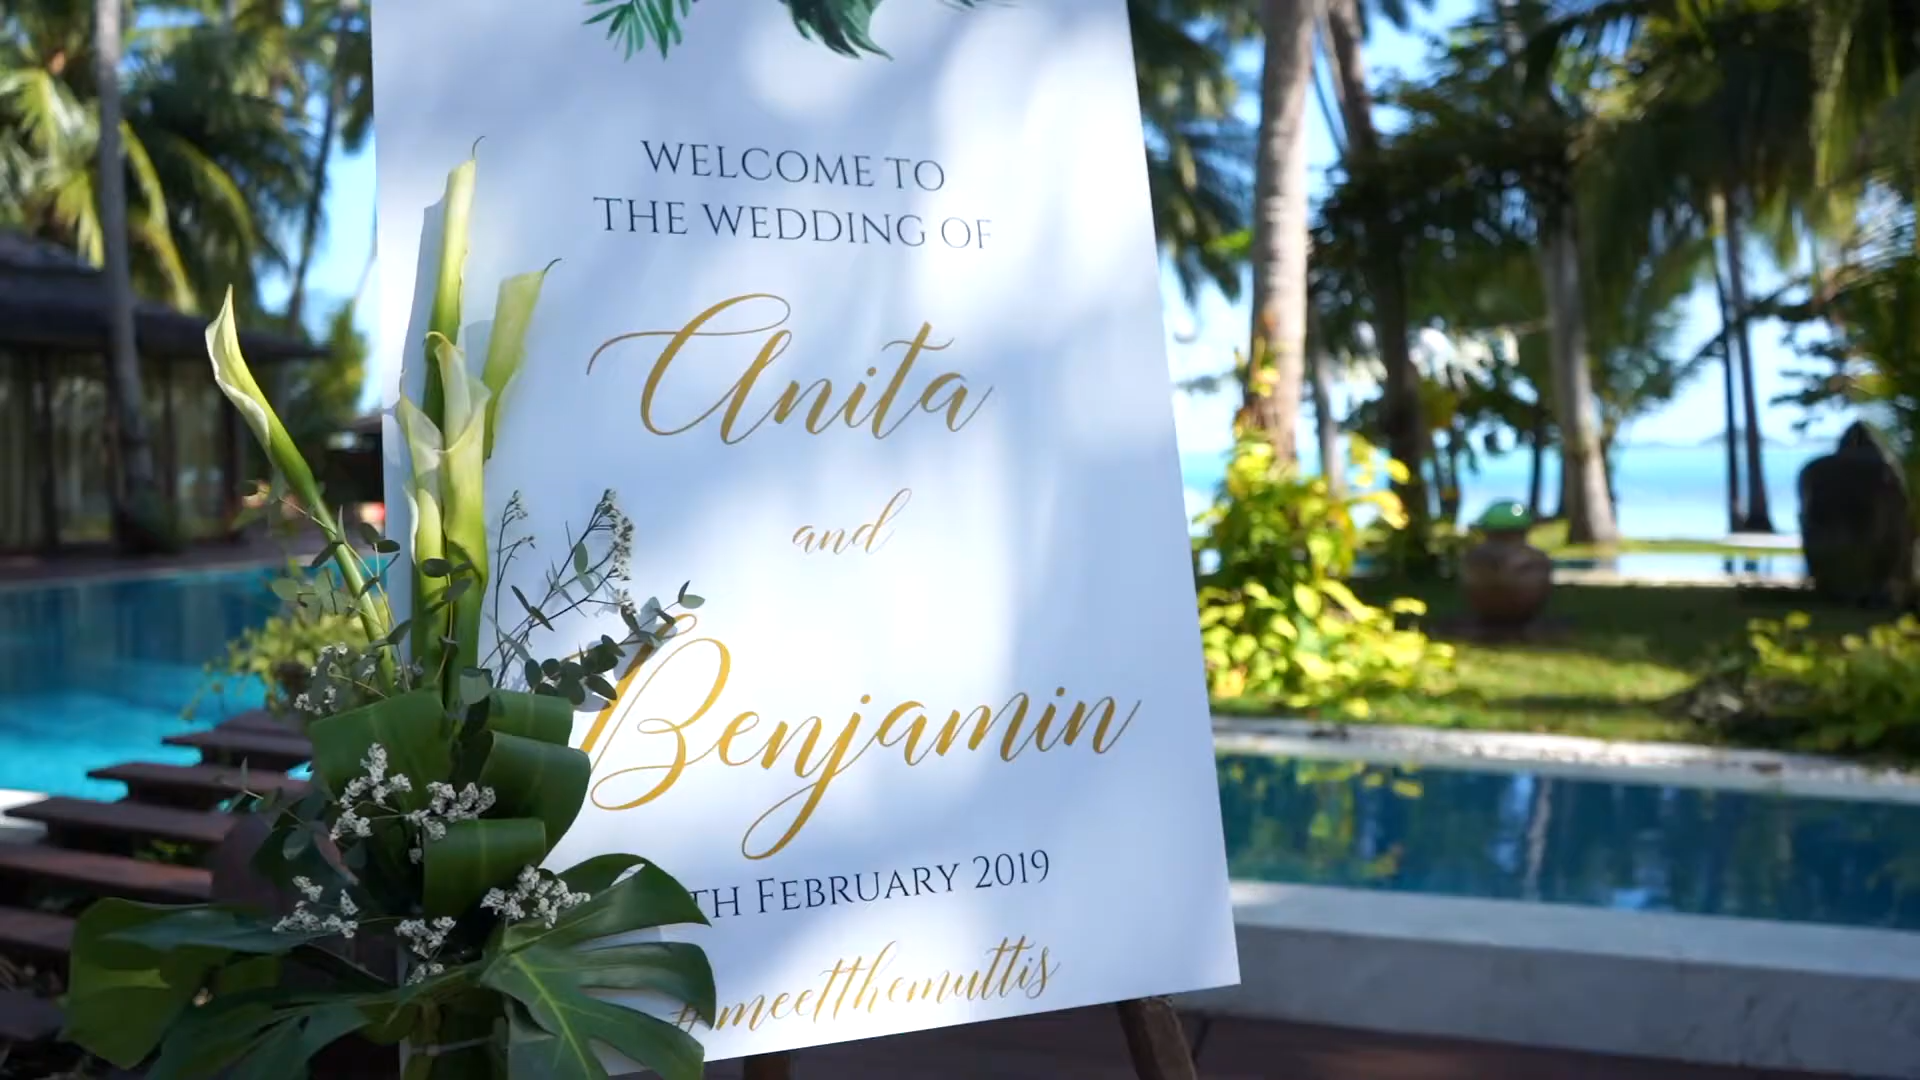 WELCOME TO
THE WEDDING OF
Anita
and
Benjamin
TH FEBRUARY 2019
#meetthemuttis